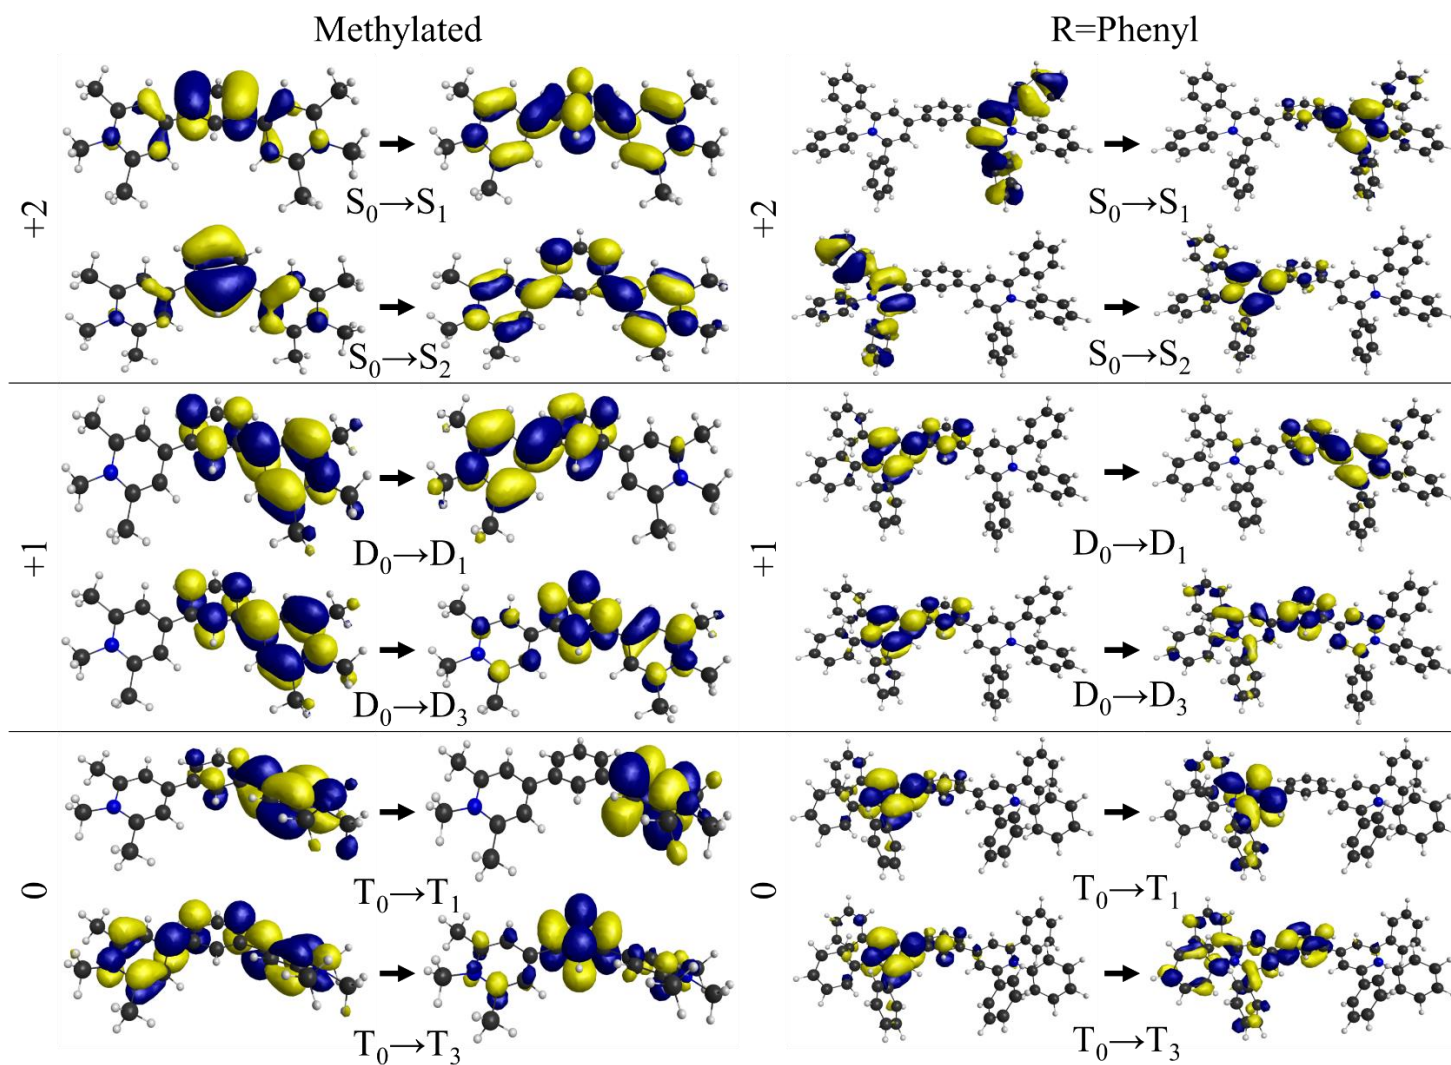 Methylated R=Phenyl
+2 +2
S₀→S₁ S₀→S₁
S₀→S₂ S₀→S₂
+1 +1
D₀→D₁ D₀→D₁
D₀→D₃ D₀→D₃
0 0
T₀→T₁ T₀→T₁
T₀→T₃ T₀→T₃